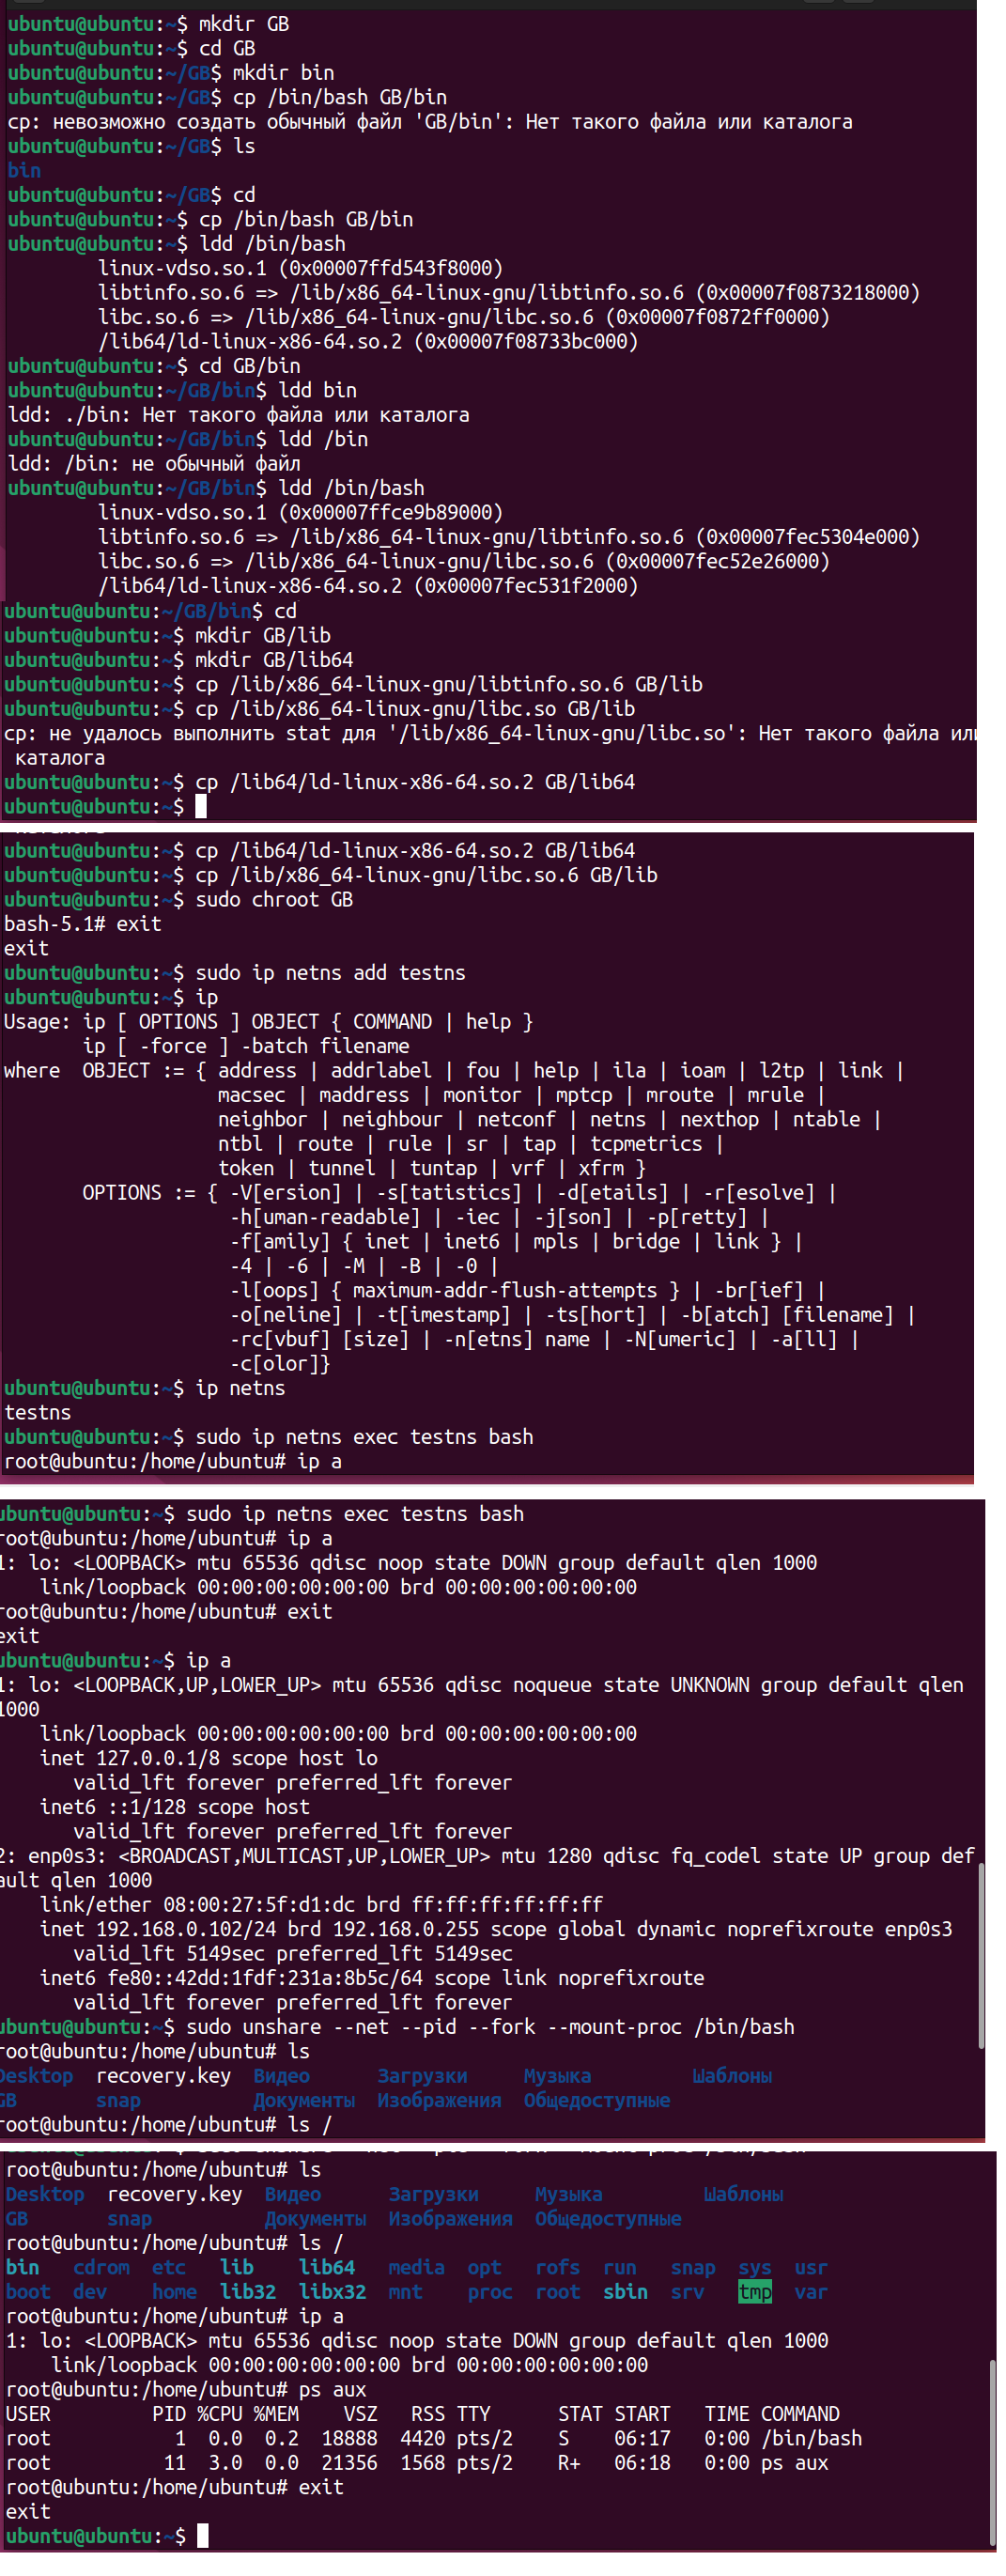 ubuntu@ubuntu:~$ mkdir GB
ubuntu@ubuntu:~$ cd GB
ubuntu@ubuntu:~/GB$ mkdir bin
ubuntu@ubuntu:~/GB$ cp /bin/bash GB/bin
cp: невозможно создать обычный файл 'GB/bin': Нет такого файла или каталога
ubuntu@ubuntu:~/GB$ ls
bin
ubuntu@ubuntu:~/GB$ cd
ubuntu@ubuntu:~$ cp /bin/bash GB/bin
ubuntu@ubuntu:~$ ldd /bin/bash
        linux-vdso.so.1 (0x00007ffd543f8000)
        libtinfo.so.6 => /lib/x86_64-linux-gnu/libtinfo.so.6 (0x00007f0873218000)
        libc.so.6 => /lib/x86_64-linux-gnu/libc.so.6 (0x00007f0872ff0000)
        /lib64/ld-linux-x86-64.so.2 (0x00007f08733bc000)
ubuntu@ubuntu:~$ cd GB/bin
ubuntu@ubuntu:~/GB/bin$ ldd bin
ldd: ./bin: Нет такого файла или каталога
ubuntu@ubuntu:~/GB/bin$ ldd /bin
ldd: /bin: не обычный файл
ubuntu@ubuntu:~/GB/bin$ ldd /bin/bash
        linux-vdso.so.1 (0x00007ffce9b89000)
        libtinfo.so.6 => /lib/x86_64-linux-gnu/libtinfo.so.6 (0x00007fec5304e000)
        libc.so.6 => /lib/x86_64-linux-gnu/libc.so.6 (0x00007fec52e26000)
        /lib64/ld-linux-x86-64.so.2 (0x00007fec531f2000)
ubuntu@ubuntu:~/GB/bin$ cd
ubuntu@ubuntu:~$ mkdir GB/lib
ubuntu@ubuntu:~$ mkdir GB/lib64
ubuntu@ubuntu:~$ cp /lib/x86_64-linux-gnu/libtinfo.so.6 GB/lib
ubuntu@ubuntu:~$ cp /lib/x86_64-linux-gnu/libc.so GB/lib
cp: не удалось выполнить stat для '/lib/x86_64-linux-gnu/libc.so': Нет такого файла или
 каталога
ubuntu@ubuntu:~$ cp /lib64/ld-linux-x86-64.so.2 GB/lib64
ubuntu@ubuntu:~$
ubuntu@ubuntu:~$ cp /lib64/ld-linux-x86-64.so.2 GB/lib64
ubuntu@ubuntu:~$ cp /lib/x86_64-linux-gnu/libc.so.6 GB/lib
ubuntu@ubuntu:~$ sudo chroot GB
bash-5.1# exit
exit
ubuntu@ubuntu:~$ sudo ip netns add testns
ubuntu@ubuntu:~$ ip
Usage: ip [ OPTIONS ] OBJECT { COMMAND | help }
       ip [ -force ] -batch filename
where  OBJECT := { address | addrlabel | fou | help | ila | ioam | l2tp | link |
                   macsec | maddress | monitor | mptcp | mroute | mrule |
                   neighbor | neighbour | netconf | netns | nexthop | ntable |
                   ntbl | route | rule | sr | tap | tcpmetrics |
                   token | tunnel | tuntap | vrf | xfrm }
       OPTIONS := { -V[ersion] | -s[tatistics] | -d[etails] | -r[esolve] |
                    -h[uman-readable] | -iec | -j[son] | -p[retty] |
                    -f[amily] { inet | inet6 | mpls | bridge | link } |
                    -4 | -6 | -M | -B | -0 |
                    -l[oops] { maximum-addr-flush-attempts } | -br[ief] |
                    -o[neline] | -t[imestamp] | -ts[hort] | -b[atch] [filename] |
                    -rc[vbuf] [size] | -n[etns] name | -N[umeric] | -a[ll] |
                    -c[olor]}
ubuntu@ubuntu:~$ ip netns
testns
ubuntu@ubuntu:~$ sudo ip netns exec testns bash
root@ubuntu:/home/ubuntu# ip a
ubuntu@ubuntu:~$ sudo ip netns exec testns bash
root@ubuntu:/home/ubuntu# ip a
1: lo: <LOOPBACK> mtu 65536 qdisc noop state DOWN group default qlen 1000
    link/loopback 00:00:00:00:00:00 brd 00:00:00:00:00:00
root@ubuntu:/home/ubuntu# exit
exit
ubuntu@ubuntu:~$ ip a
1: lo: <LOOPBACK,UP,LOWER_UP> mtu 65536 qdisc noqueue state UNKNOWN group default qlen
1000
    link/loopback 00:00:00:00:00:00 brd 00:00:00:00:00:00
    inet 127.0.0.1/8 scope host lo
       valid_lft forever preferred_lft forever
    inet6 ::1/128 scope host
       valid_lft forever preferred_lft forever
2: enp0s3: <BROADCAST,MULTICAST,UP,LOWER_UP> mtu 1280 qdisc fq_codel state UP group def
ault qlen 1000
    link/ether 08:00:27:5f:d1:dc brd ff:ff:ff:ff:ff:ff
    inet 192.168.0.102/24 brd 192.168.0.255 scope global dynamic noprefixroute enp0s3
       valid_lft 5149sec preferred_lft 5149sec
    inet6 fe80::42dd:1fdf:231a:8b5c/64 scope link noprefixroute
       valid_lft forever preferred_lft forever
ubuntu@ubuntu:~$ sudo unshare --net --pid --fork --mount-proc /bin/bash
root@ubuntu:/home/ubuntu# ls
Desktop  recovery.key  Видео      Загрузки     Музыка         Шаблоны
GB       snap          Документы  Изображения  Общедоступные
root@ubuntu:/home/ubuntu# ls /
root@ubuntu:/home/ubuntu# ls
Desktop  recovery.key  Видео      Загрузки     Музыка         Шаблоны
GB       snap          Документы  Изображения  Общедоступные
root@ubuntu:/home/ubuntu# ls /
bin   cdrom  etc   lib    lib64   media  opt   rofs  run   snap  sys  usr
boot  dev    home  lib32  libx32  mnt    proc  root  sbin  srv   tmp  var
root@ubuntu:/home/ubuntu# ip a
1: lo: <LOOPBACK> mtu 65536 qdisc noop state DOWN group default qlen 1000
    link/loopback 00:00:00:00:00:00 brd 00:00:00:00:00:00
root@ubuntu:/home/ubuntu# ps aux
USER         PID %CPU %MEM    VSZ   RSS TTY      STAT START   TIME COMMAND
root           1  0.0  0.2  18888  4420 pts/2    S    06:17   0:00 /bin/bash
root          11  3.0  0.0  21356  1568 pts/2    R+   06:18   0:00 ps aux
root@ubuntu:/home/ubuntu# exit
exit
ubuntu@ubuntu:~$